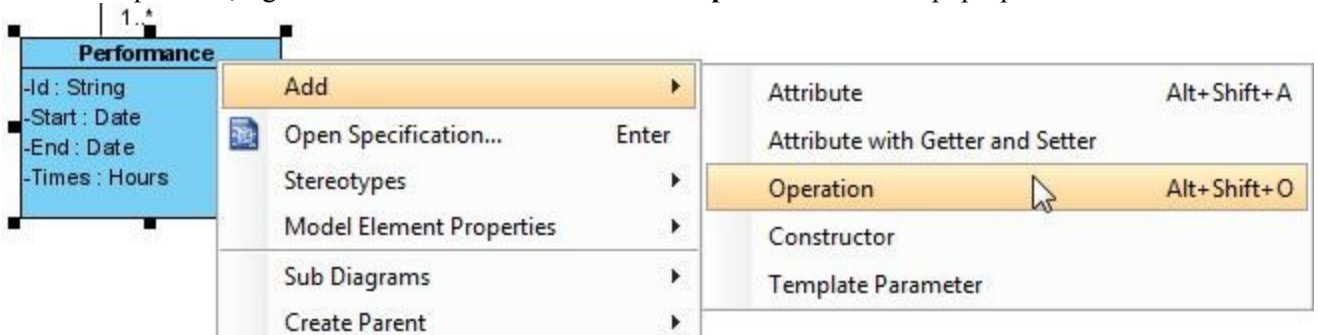 1..*
Performance
-Id : String
-Start : Date
-End : Date
-Times : Hours
Add
Open Specification... Enter
Stereotypes
Model Element Properties
Sub Diagrams
Create Parent
Attribute Alt+Shift+A
Attribute with Getter and Setter
Operation Alt+Shift+O
Constructor
Template Parameter